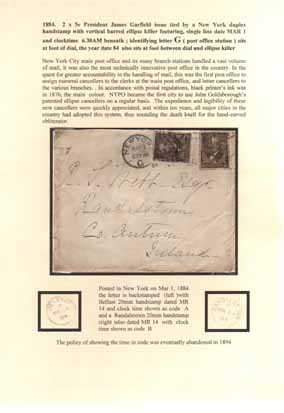 1884. 2 x 5c President James Garfield issue tied by a New York duplex
handstamp with vertical barred ellipse killer featuring, single line date MAR 1
and clocktime 6.30AM beneath ; identifying letter G ( post office station ) sits
at foot of dial, the year date 84 also sits at foot between dial and ellipse killer
New York City main post office and its many branch stations handled a vast volume
of mail, it was also the most technically innovative post office in the country. In the
quest for greater accountability in the handling of mail, this was the first post office to
assign numeral cancellers to the clerks at the main post office, and letter cancellers to
the various branches . In accordance with postal regulations, black printer's ink was
in 1876, the main colour. NYPO became the first city to use John Goldborough's
patented ellipse cancellers on a regular basis. The expedience and legibility of these
new cancellers were quickly appreciated, and within ten years, all major cities in the
country had adopted this system, thus sounding the death knell for the hand-carved
obliterator.
NEW YORK
G
R. J. Webb Esq
Randalstown
Co. Antrim
Ireland
Posted in New York on Mar 1, 1884
the letter is backstamped (left )with
Belfast 20mm handstamp dated MR
14 and clock time shown as code A
and a Randalstown 20mm handstamp
(right )also dated MR 14 with clock
time shown as code B
The policy of showing the time in code was eventually abandoned in 1894